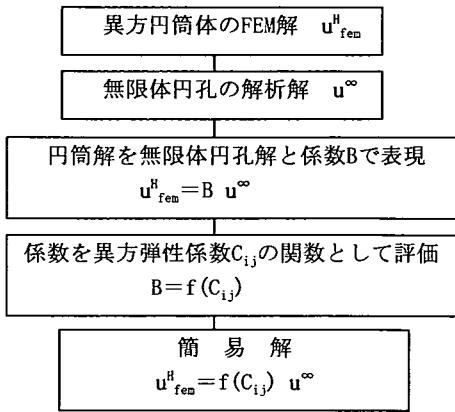 異方円筒体のFEM解 u^H_fem
無限体円孔の解析解 u^∞
円筒解を無限体円孔解と係数Bで表現
u^H_fem=B u^∞
係数を異方弾性係数C_ijの関数として評価
B=f(C_ij)
簡 易 解
u^H_fem=f(C_ij) u^∞